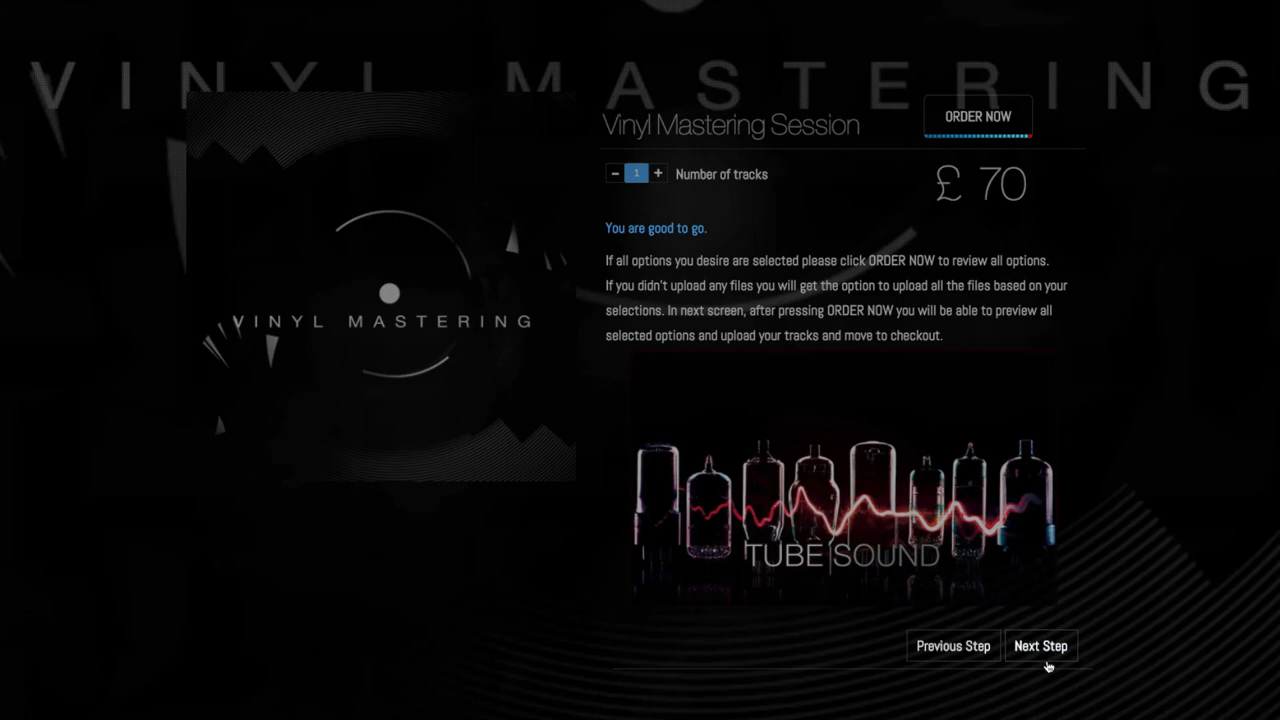 VINYL MASTERING
Vinyl Mastering Session
ORDER NOW
- 1 + Number of tracks
£ 70
You are good to go.
If all options you desire are selected please click ORDER NOW to review all options.
If you didn't upload any files you will get the option to upload all the files based on your
selections. In next screen, after pressing ORDER NOW you will be able to preview all
selected options and upload your tracks and move to checkout.
VINYL MASTERING
TUBE SOUND
Previous Step
Next Step